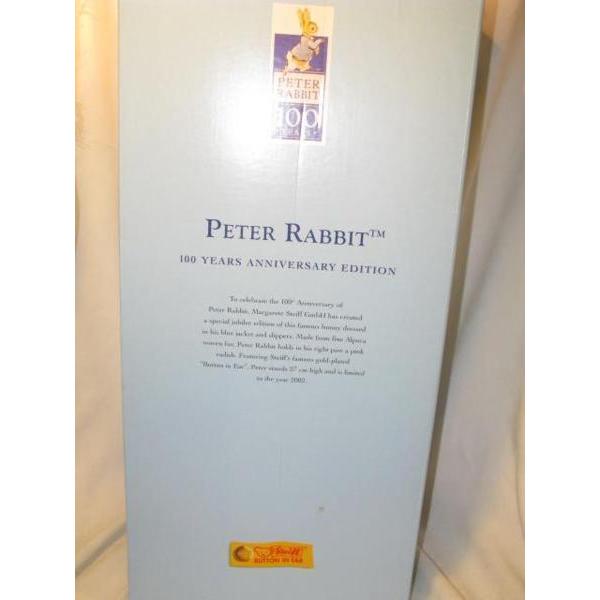 PETER
RABBIT
100
YEARS
PETER RABBIT™
100 YEARS ANNIVERSARY EDITION
To celebrate the 100th Anniversary of
Peter Rabbit, Margarete Steiff GmbH has created
a special jubilee edition of this famous bunny dressed
in his blue jacket and slippers. Made from fine Alpaca
woven fur, Peter Rabbit holds in his right paw a pink
radish. Featuring Steiff's famous gold-plated
"Button in Ear", Peter stands 27 cm high and is limited
to the year 2002.
Steiff
BUTTON IN EAR